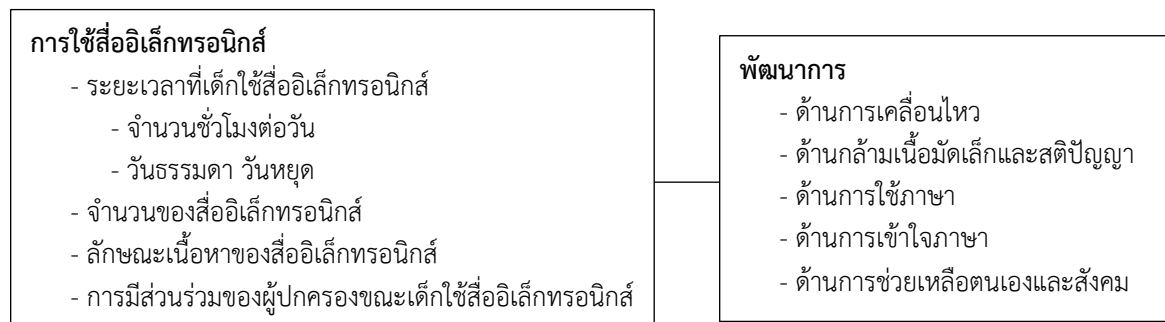 การใช้สื่ออิเล็กทรอนิกส์
- ระยะเวลาที่เด็กใช้สื่ออิเล็กทรอนิกส์
- จำนวนชั่วโมงต่อวัน
- วันธรรมดา วันหยุด
- จำนวนของสื่ออิเล็กทรอนิกส์
- ลักษณะเนื้อหาของสื่ออิเล็กทรอนิกส์
- การมีส่วนร่วมของผู้ปกครองขณะเด็กใช้สื่ออิเล็กทรอนิกส์
พัฒนาการ
- ด้านการเคลื่อนไหว
- ด้านกล้ามเนื้อมัดเล็กและสติปัญญา
- ด้านการใช้ภาษา
- ด้านการเข้าใจภาษา
- ด้านการช่วยเหลือตนเองและสังคม